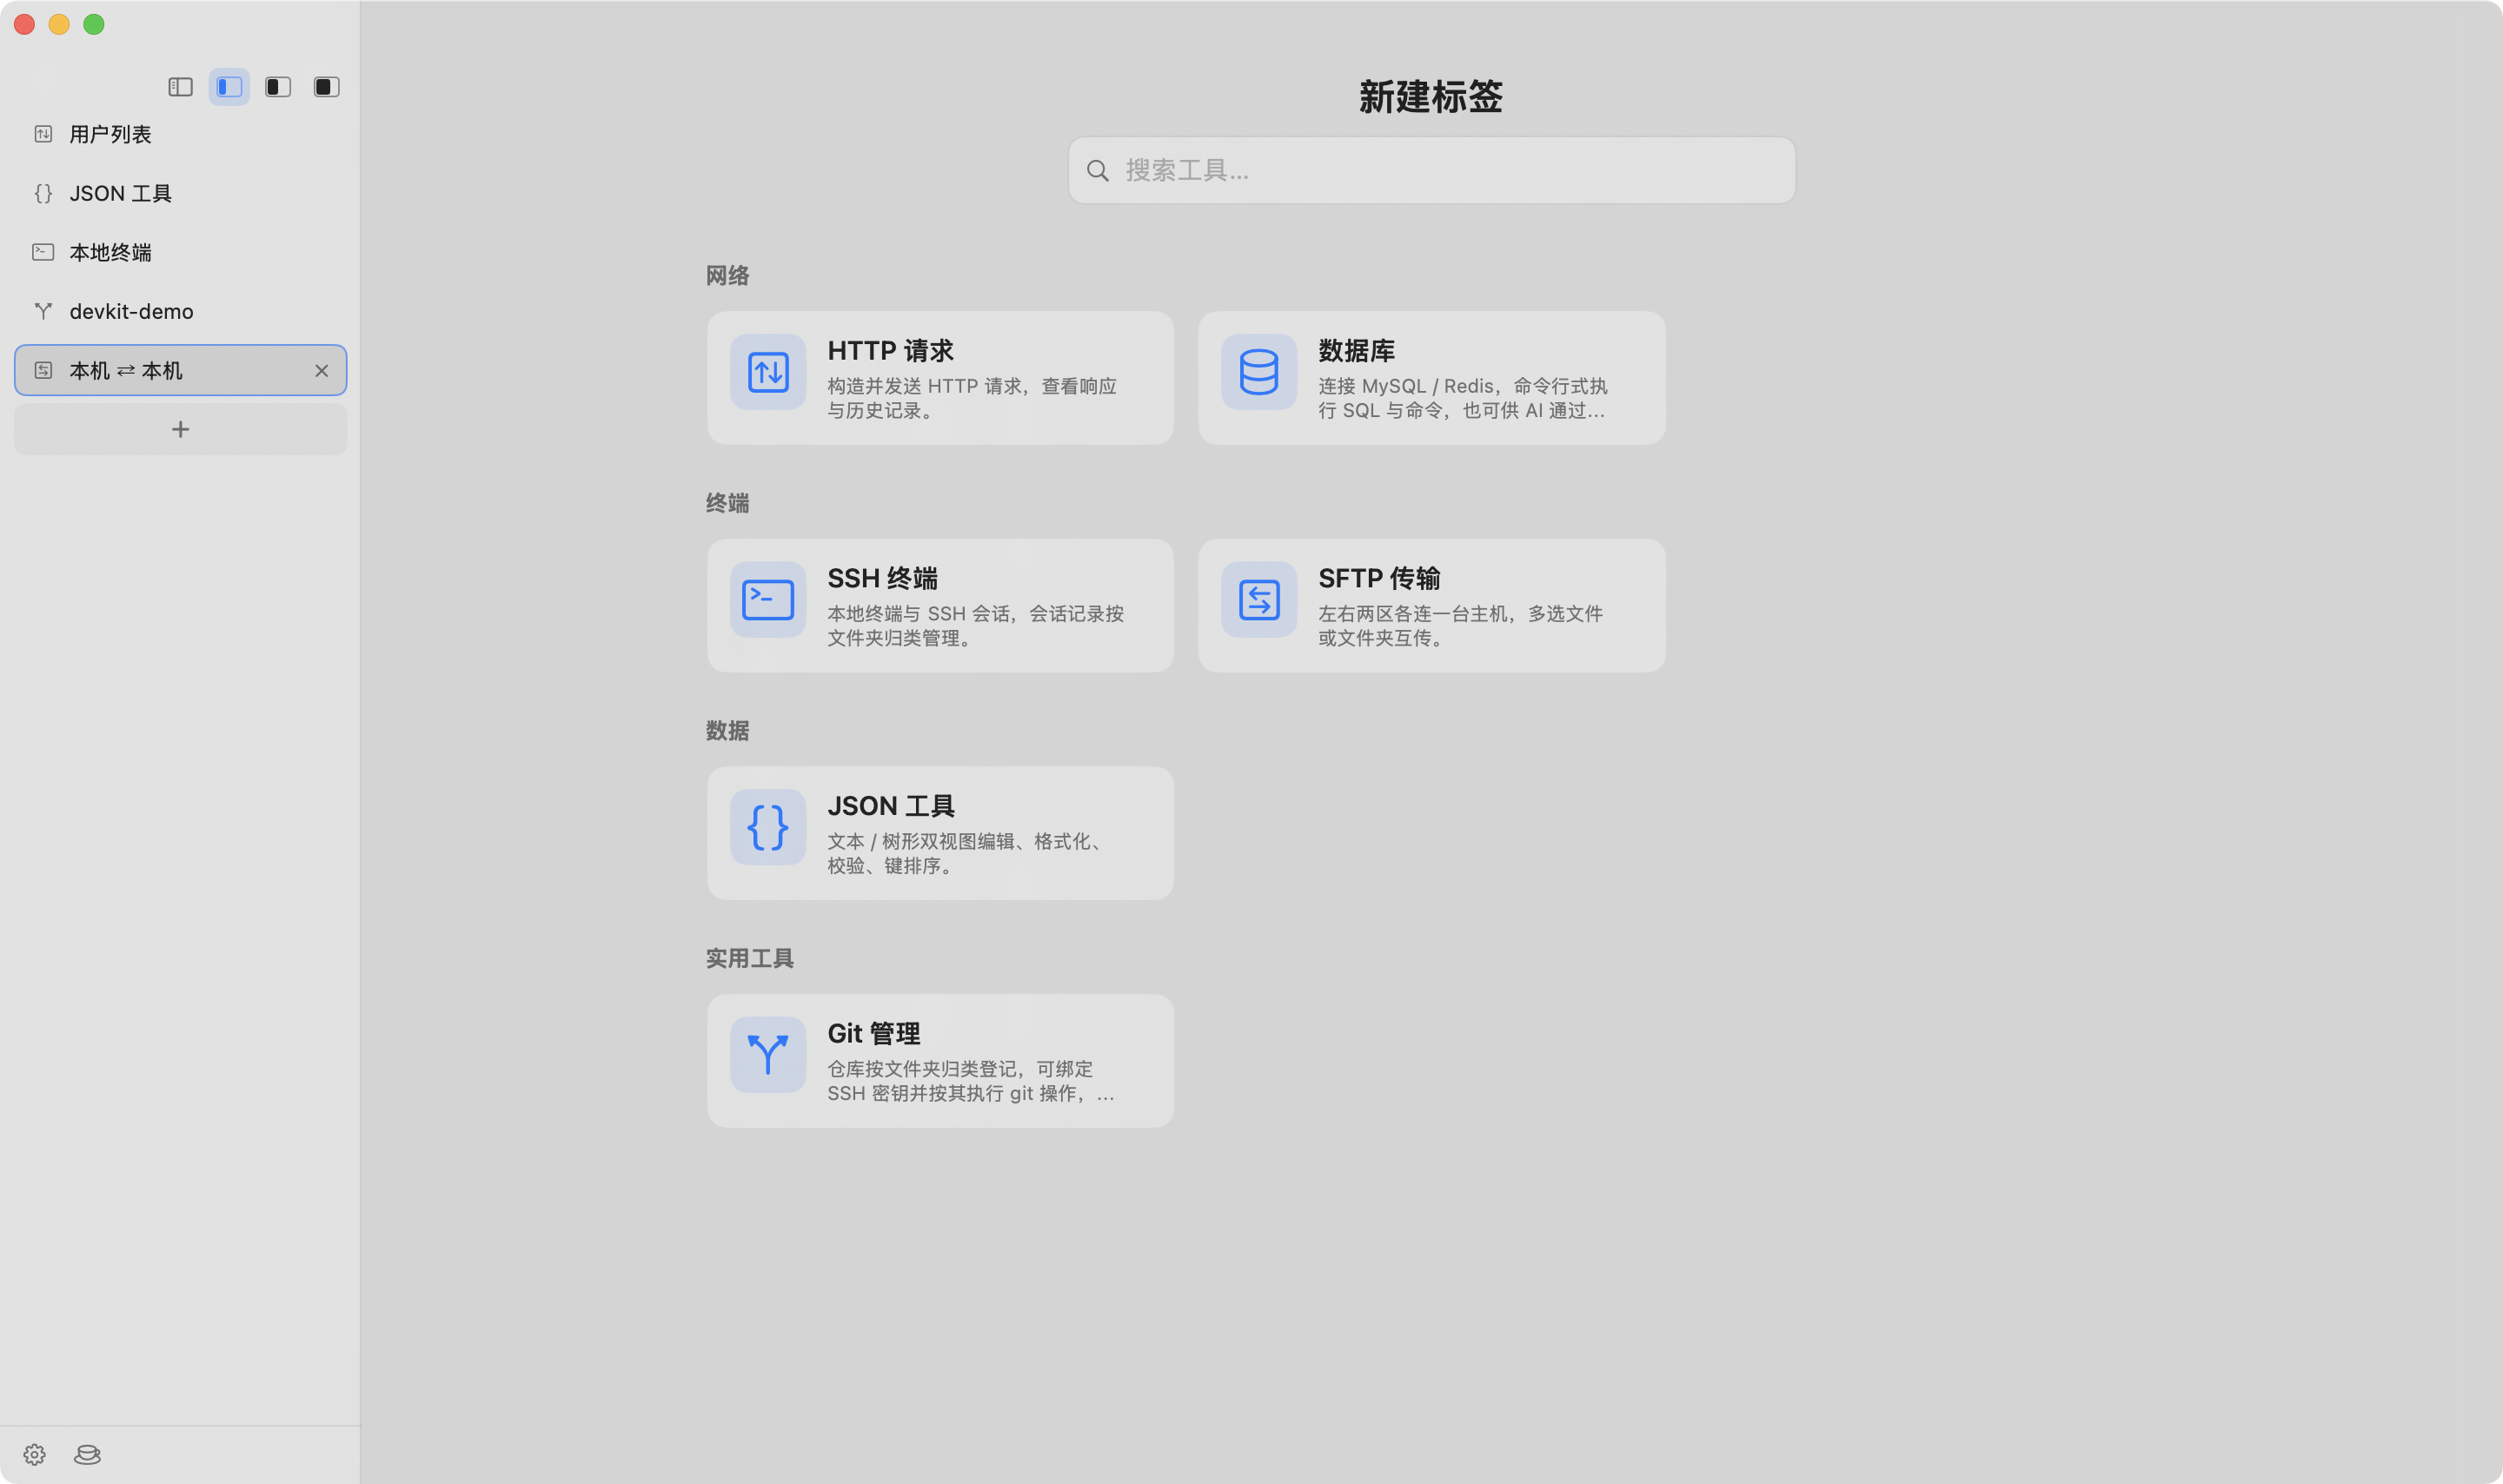 用户列表
JSON 工具
本地终端
devkit-demo
本机 ⇄ 本机
新建标签
搜索工具...
网络
HTTP 请求
构造并发送 HTTP 请求，查看响应
与历史记录。
数据库
连接 MySQL / Redis，命令行式执
行 SQL 与命令，也可供 AI 通过...
终端
SSH 终端
本地终端与 SSH 会话，会话记录按
文件夹归类管理。
SFTP 传输
左右两区各连一台主机，多选文件
或文件夹互传。
数据
JSON 工具
文本 / 树形双视图编辑、格式化、
校验、键排序。
实用工具
Git 管理
仓库按文件夹归类登记，可绑定
SSH 密钥并按其执行 git 操作，...